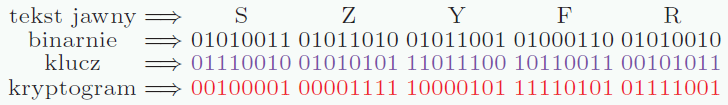 tekst jawny ⟹ S Z Y F R
binarnie ⟹ 01010011 01011010 01011001 01000110 01010010
klucz ⟹ 01110010 01010101 11011100 10110011 00101011
kryptogram ⟹ 00100001 00001111 10000101 11110101 01111001